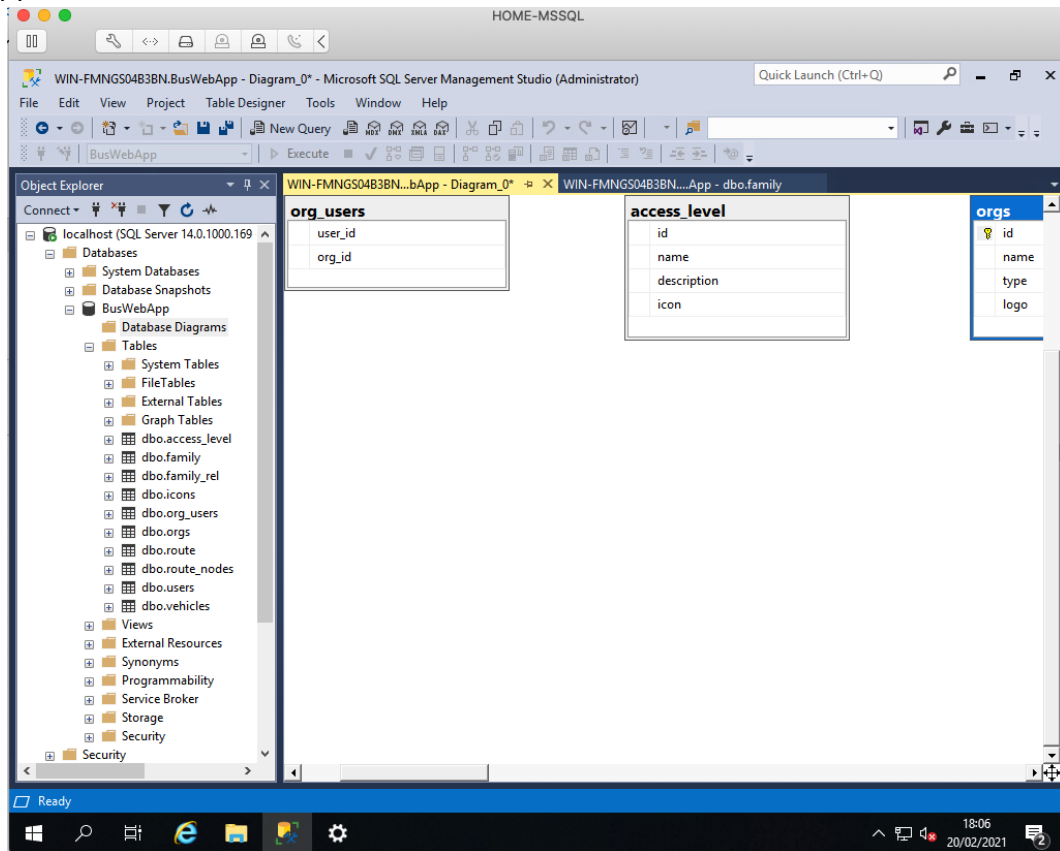 HOME-MSSQL
WIN-FMNGS04B3BN.BusWebApp - Diagram_0* - Microsoft SQL Server Management Studio (Administrator)
Quick Launch (Ctrl+Q)
File Edit View Project Table Designer Tools Window Help
New Query MDX DMX XMLA DAX
BusWebApp Execute
Object Explorer
WIN-FMNGS04B3BN...bApp - Diagram_0* WIN-FMNGS04B3BN....App - dbo.family
Connect
localhost (SQL Server 14.0.1000.169
Databases
System Databases
Database Snapshots
BusWebApp
Database Diagrams
Tables
System Tables
FileTables
External Tables
Graph Tables
dbo.access_level
dbo.family
dbo.family_rel
dbo.icons
dbo.org_users
dbo.orgs
dbo.route
dbo.route_nodes
dbo.users
dbo.vehicles
Views
External Resources
Synonyms
Programmability
Service Broker
Storage
Security
Security
org_users
user_id
org_id
access_level
id
name
description
icon
orgs
id
name
type
logo
Ready
18:06
20/02/2021
2